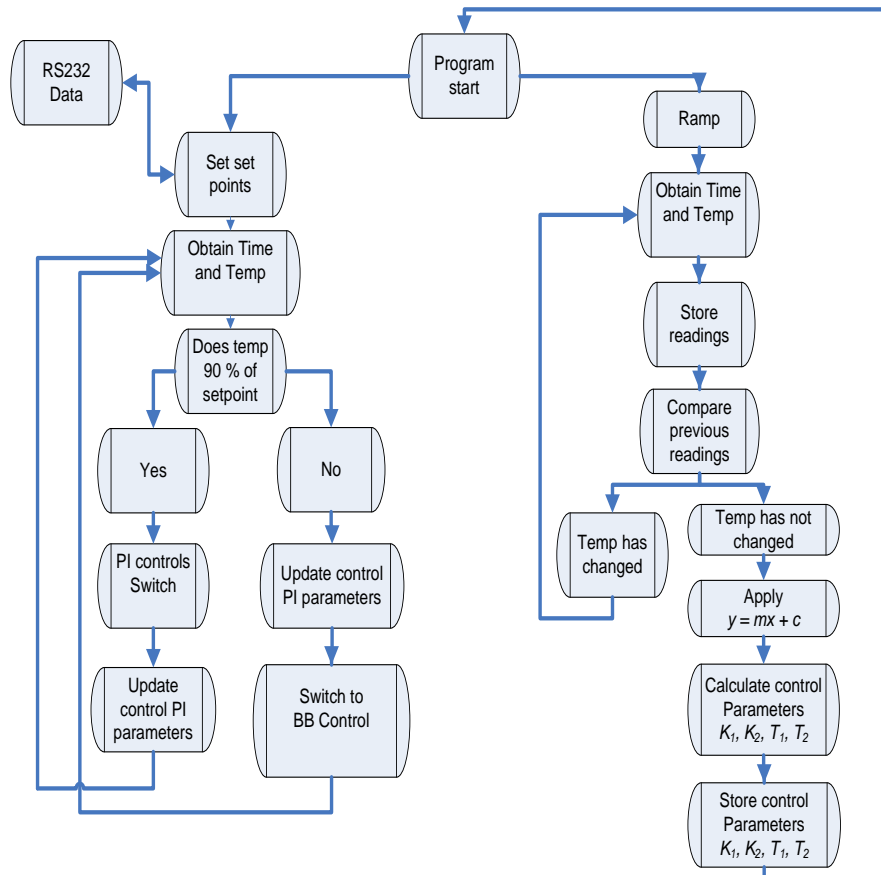 RS232
Data
Program
start
Ramp
Set set
points
Obtain Time
and Temp
Does temp
90 % of
setpoint
Yes
No
PI controls
Switch
Update control
PI parameters
Update
control PI
parameters
Switch to
BB Control
Obtain Time
and Temp
Store
readings
Compare
previous
readings
Temp has
changed
Temp has not
changed
Apply
y = mx + c
Calculate control
Parameters
K₁, K₂, T₁, T₂
Store control
Parameters
K₁, K₂, T₁, T₂